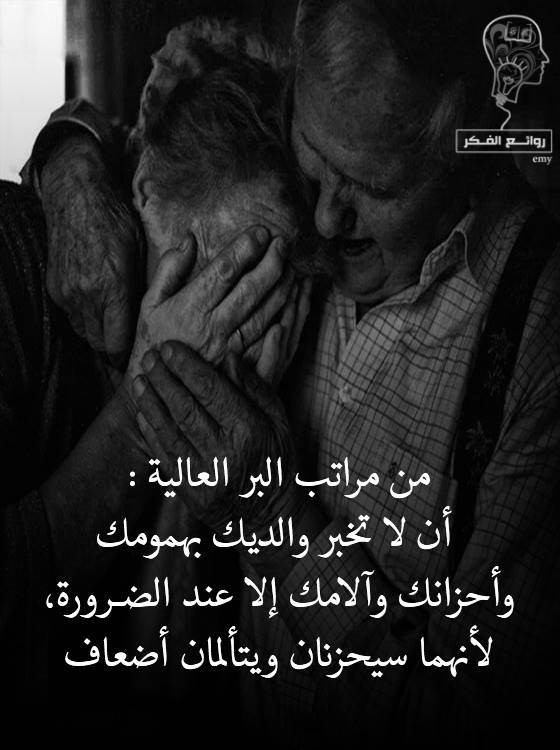 روائع الفكر
emy
من مراتب البر العالية :
أن لا تخبر والديك بهمومك
وأحزانك وآلامك إلا عند الضرورة،
لأنهما سيحزنان ويتألمان أضعاف